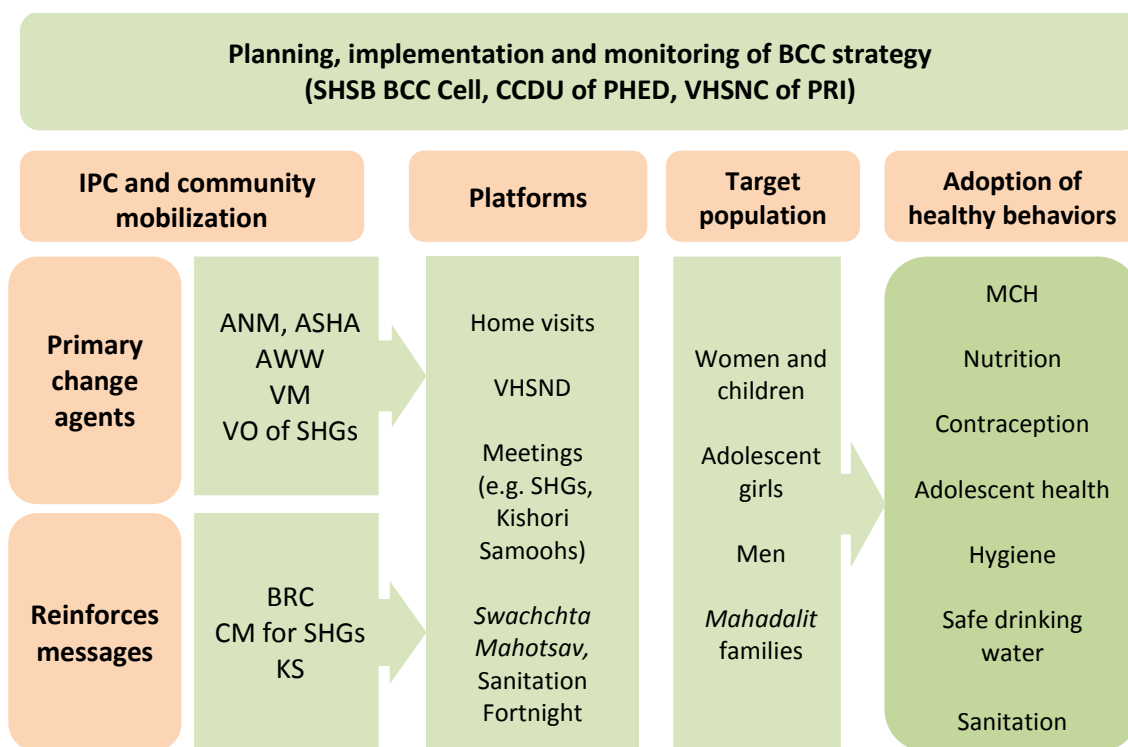 Planning, implementation and monitoring of BCC strategy
(SHSB BCC Cell, CCDU of PHED, VHSNC of PRI)
IPC and community
mobilization
Platforms
Target
population
Adoption of
healthy behaviors
Primary
change
agents
ANM, ASHA
AWW
VM
VO of SHGs
Reinforces
messages
BRC
CM for SHGs
KS
Home visits
VHSND
Meetings
(e.g. SHGs,
Kishori
Samoohs)
Swachchta
Mahotsav,
Sanitation
Fortnight
Women and
children
Adolescent
girls
Men
Mahadalit
families
MCH
Nutrition
Contraception
Adolescent health
Hygiene
Safe drinking
water
Sanitation